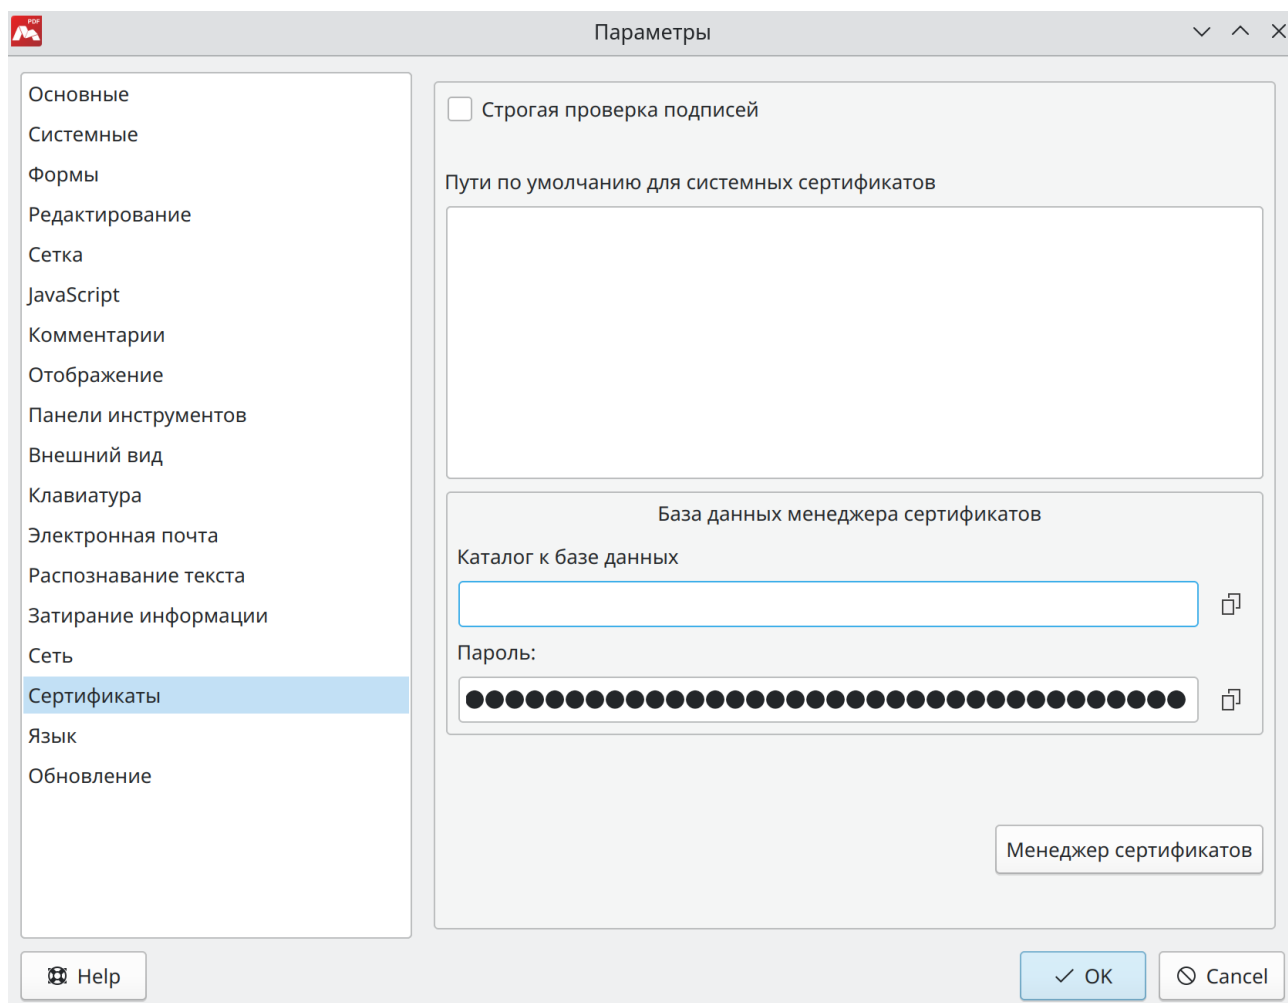 PDF
Параметры
Основные
Системные
Формы
Редактирование
Сетка
JavaScript
Комментарии
Отображение
Панели инструментов
Внешний вид
Клавиатура
Электронная почта
Распознавание текста
Затирание информации
Сеть
Сертификаты
Язык
Обновление
Строгая проверка подписей
Пути по умолчанию для системных сертификатов
База данных менеджера сертификатов
Каталог к базе данных
Пароль:
Менеджер сертификатов
Help
OK
Cancel